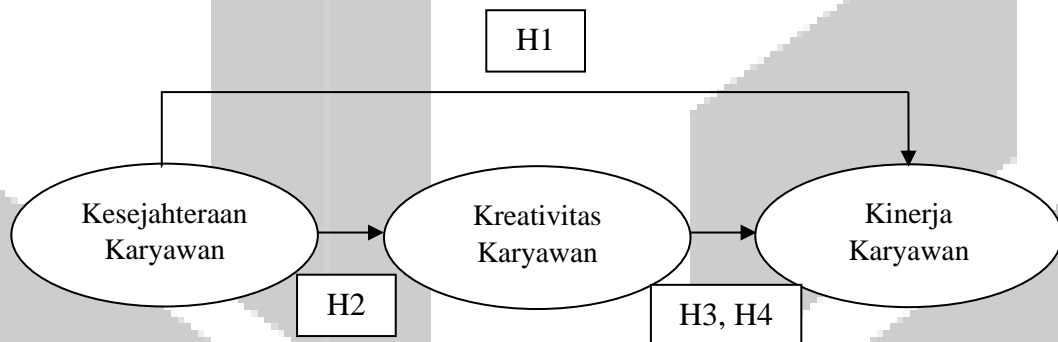 H1
Kesejahteraan
Karyawan
Kreativitas
Karyawan
Kinerja
Karyawan
H2
H3, H4